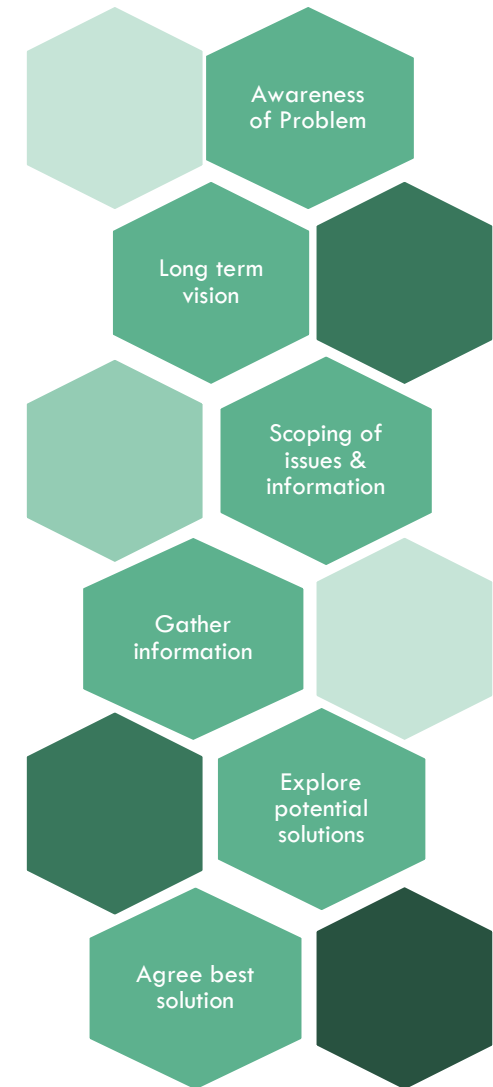 Awareness
of Problem
Long term
vision
Scoping of
issues &
information
Gather
information
Explore
potential
solutions
Agree best
solution